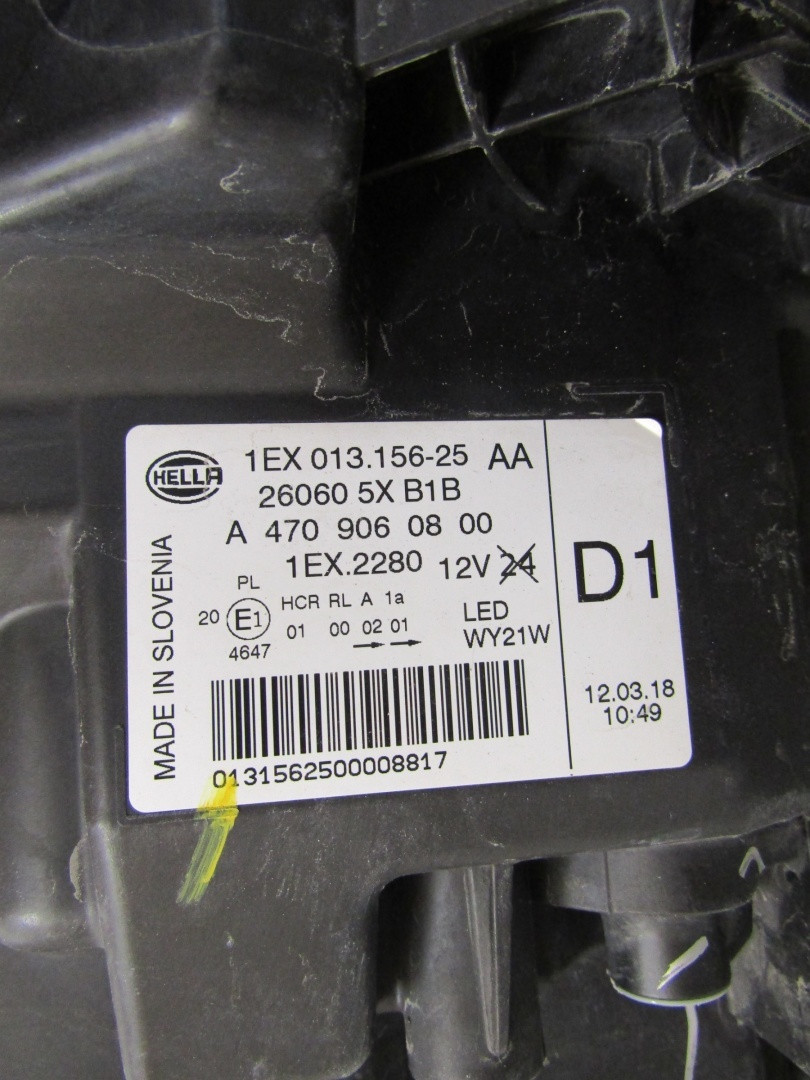 HELLA 1EX 013.156-25 AA
26060 5X B1B
A 470 906 08 00
1EX.2280 12V 24
PL
20 E1 HCR RL A 1a
01 00 02 01
4647
LED
WY21W
MADE IN SLOVENIA
0131562500008817
D1
12.03.18
10:49